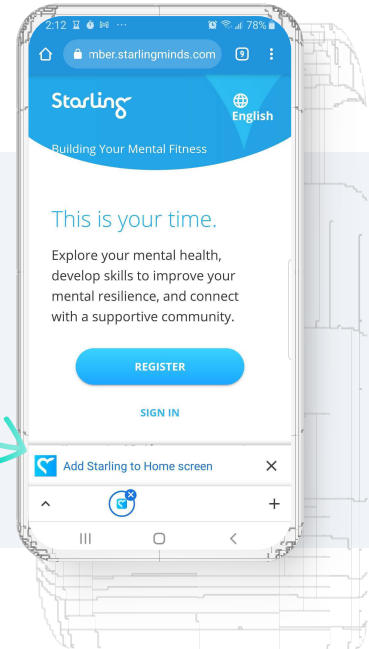 2:12
78%
mber.starlingminds.com
9
Starling
English
Building Your Mental Fitness
This is your time.
Explore your mental health,
develop skills to improve your
mental resilience, and connect
with a supportive community.
REGISTER
SIGN IN
Add Starling to Home screen